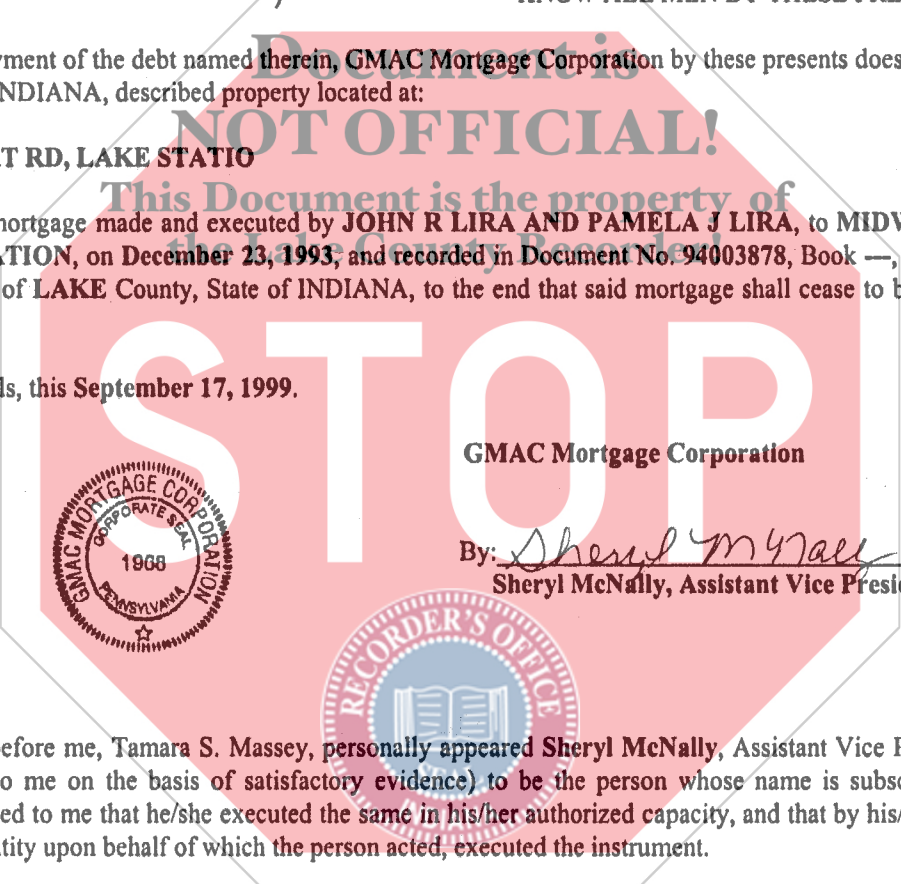 KNOW ALL MEN BY THESE PRE
Document is
yment of the debt named therein, GMAC Mortgage Corporation by these presents does
NDIANA, described property located at:
NOT OFFICIAL!
T RD, LAKE STATIO
This Document is the property of
mortgage made and executed by JOHN R LIRA AND PAMELA J LIRA, to MIDW
the Lake County Recorder!
ATION, on December 23, 1993, and recorded in Document No. 94003878, Book —,
of LAKE County, State of INDIANA, to the end that said mortgage shall cease to b
STOP
ds, this September 17, 1999.
GMAC Mortgage Corporation
GMAC MORTGAGE CORPORATION
CORPORATE SEAL
1968
PENNSYLVANIA
By: Sheryl McNally
Sheryl McNally, Assistant Vice Presid
RECORDER'S OFFICE
efore me, Tamara S. Massey, personally appeared Sheryl McNally, Assistant Vice P
o me on the basis of satisfactory evidence) to be the person whose name is subsc
ed to me that he/she executed the same in his/her authorized capacity, and that by his/
tity upon behalf of which the person acted, executed the instrument.